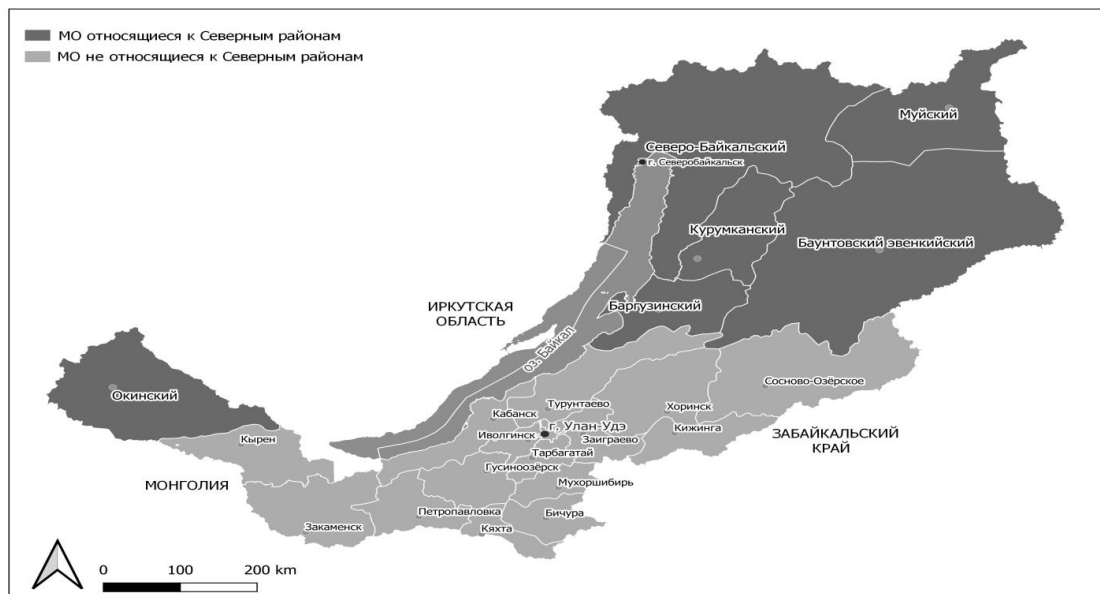 МО относящиеся к Северным районам
МО не относящиеся к Северным районам
Муйский
Северо-Байкальский
г. Северобайкальск
Курумканский
Баунтовский эвенкийский
Баргузинский
ИРКУТСКАЯ
ОБЛАСТЬ
оз. Байкал
Окинский
Сосново-Озёрское
Турунтаево
Хоринск
Кабанск
г. Улан-Удэ
Кижинга
ЗАБАЙКАЛЬСКИЙ
КРАЙ
Кырен
Иволгинск
Заиграево
Тарбагатай
Гусиноозёрск
МОНГОЛИЯ
Мухоршибирь
Петропавловка
Бичура
Закаменск
Кяхта
0 100 200 km